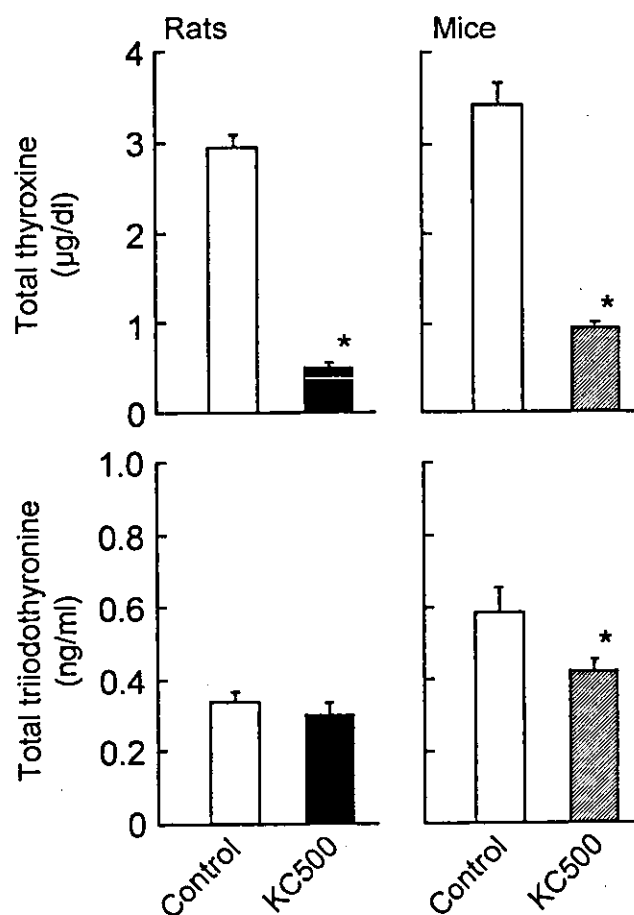 Rats
Mice
Total thyroxine
(µg/dl)
4
3
2
1
0
*
*
Total triiodothyronine
(ng/ml)
1.0
0.8
0.6
0.4
0.2
0
*
Control
KC500
Control
KC500